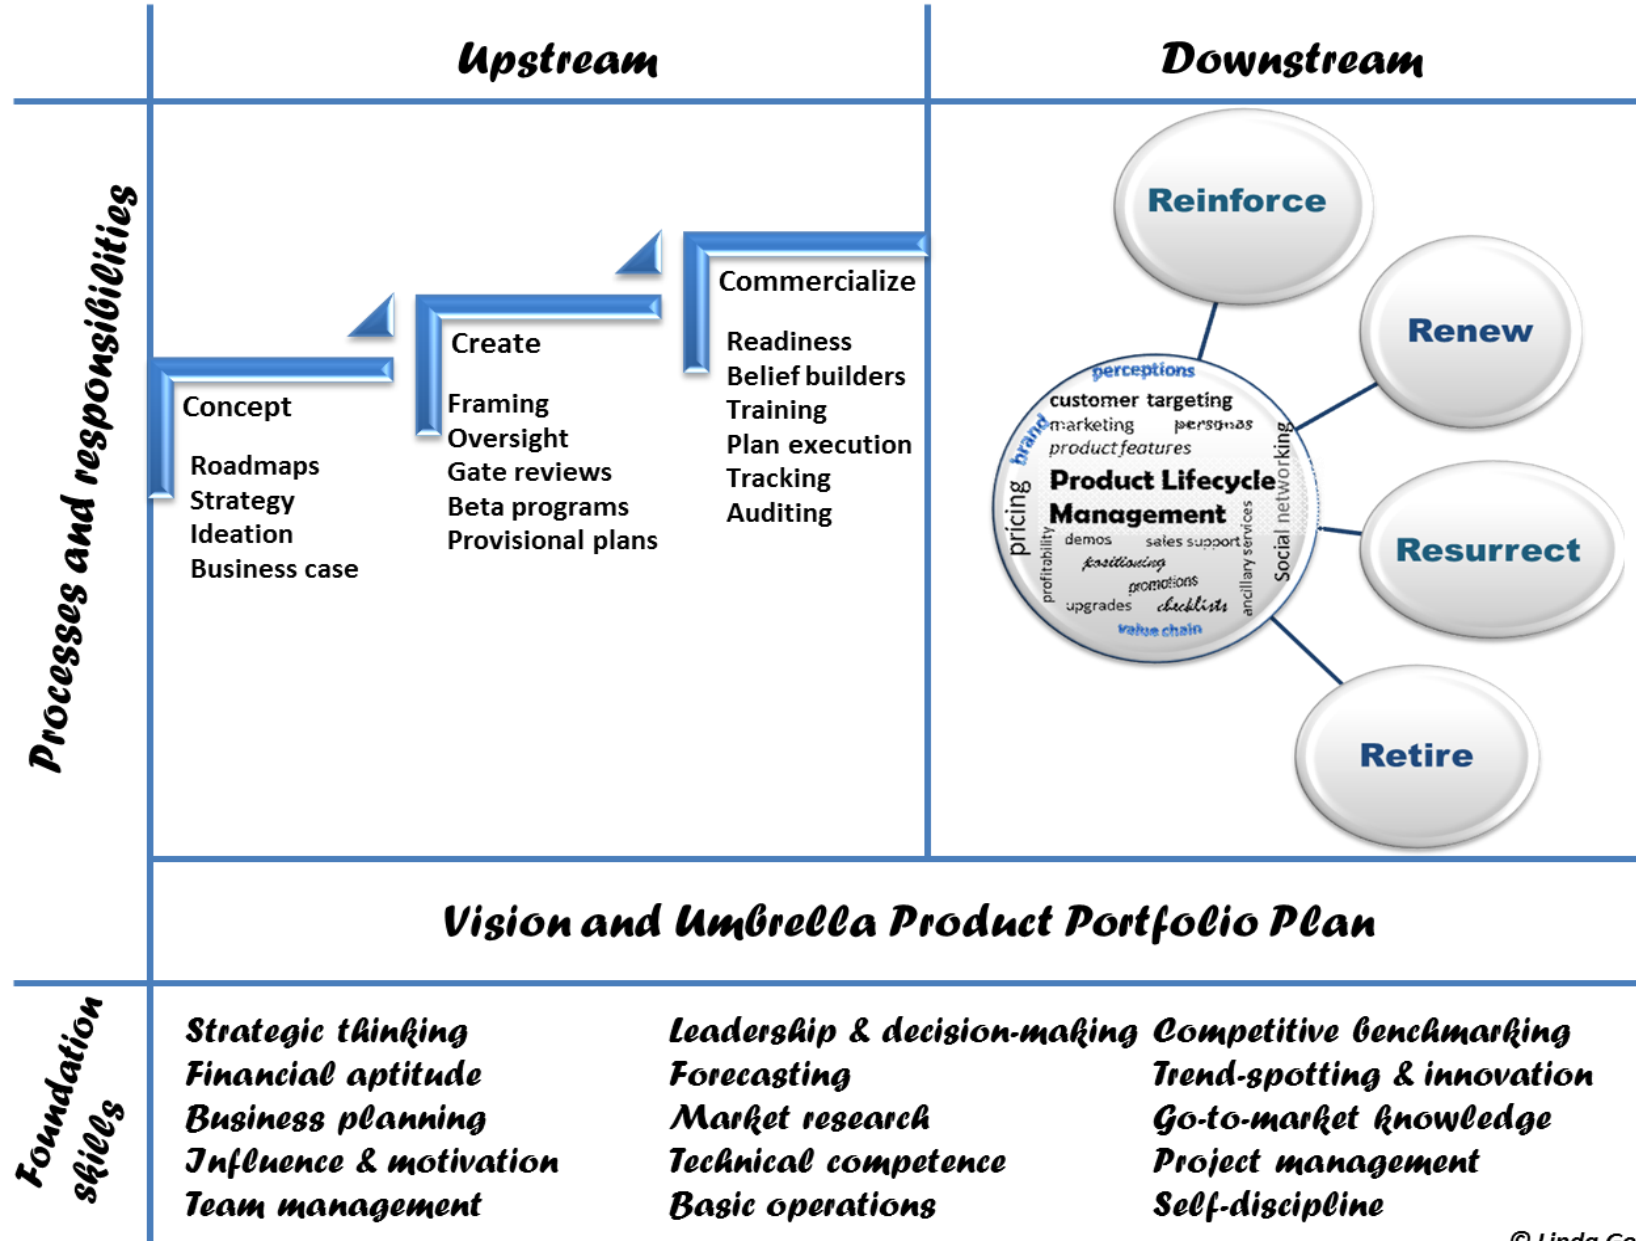 Upstream
Downstream
Processes and responsibilities
Concept
Roadmaps
Strategy
Ideation
Business case
Create
Framing
Oversight
Gate reviews
Beta programs
Provisional plans
Commercialize
Readiness
Belief builders
Training
Plan execution
Tracking
Auditing
Reinforce
Renew
Resurrect
Retire
perceptions
customer targeting
brand
marketing personas
product features
Product Lifecycle
Management
pricing
profitability
demos sales support
positioning
promotions
upgrades checklists
ancillary services
Social networking
value chain
Vision and Umbrella Product Portfolio Plan
Foundation
skills
Strategic thinking
Financial aptitude
Business planning
Influence & motivation
Team management
Leadership & decision-making
Forecasting
Market research
Technical competence
Basic operations
Competitive benchmarking
Trend-spotting & innovation
Go-to-market knowledge
Project management
Self-discipline
© Linda